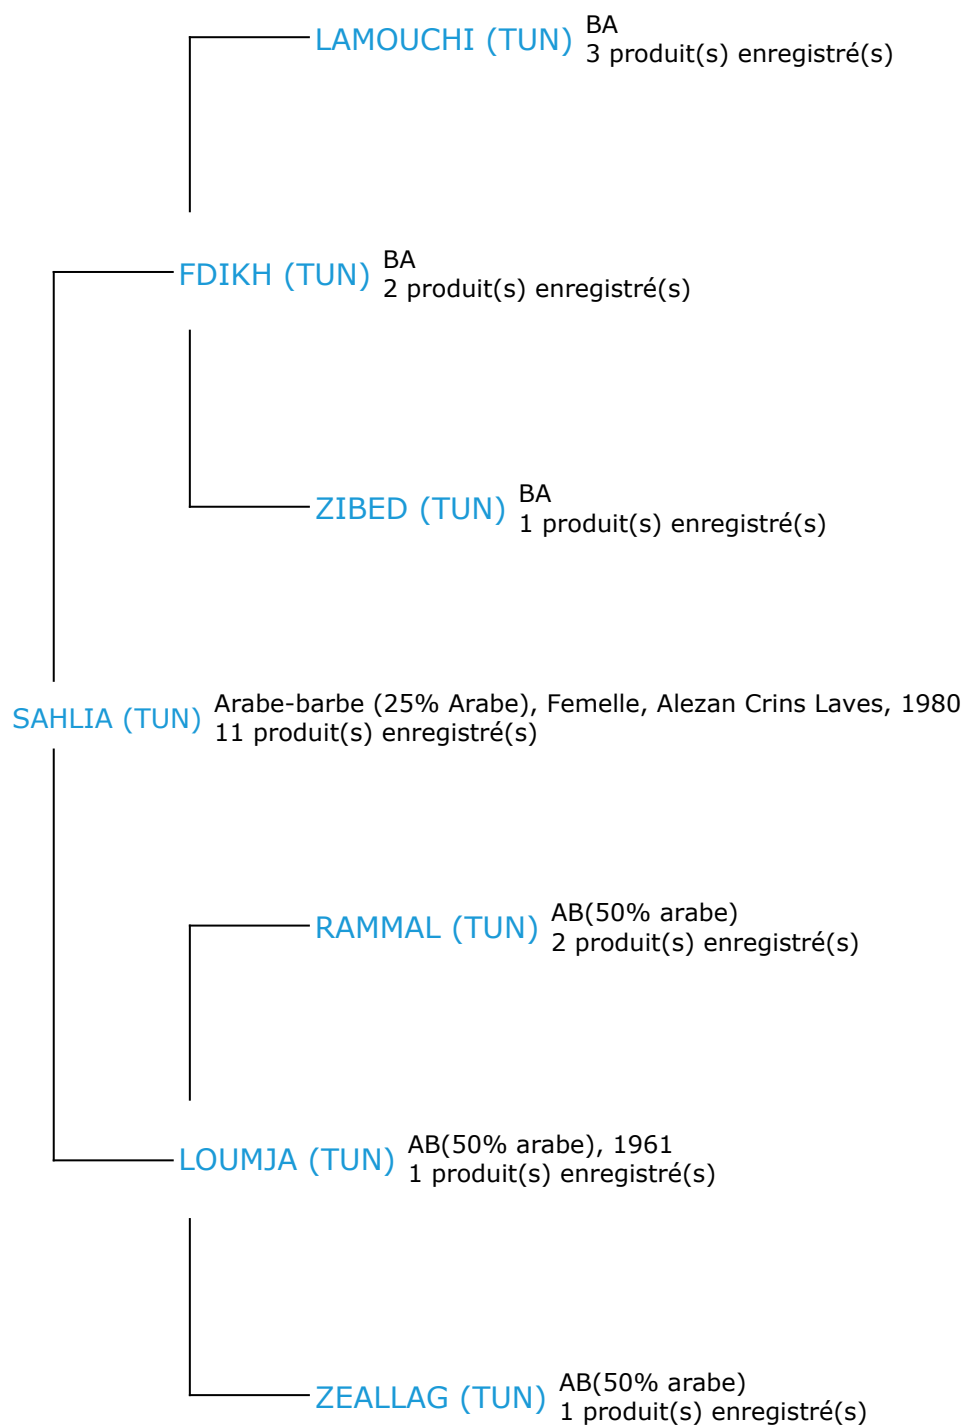 LAMOUCHI (TUN) BA
3 produit(s) enregistré(s)
FDIKH (TUN) BA
2 produit(s) enregistré(s)
ZIBED (TUN) BA
1 produit(s) enregistré(s)
SAHLIA (TUN) Arabe-barbe (25% Arabe), Femelle, Alezan Crins Laves, 1980
11 produit(s) enregistré(s)
RAMMAL (TUN) AB(50% arabe)
2 produit(s) enregistré(s)
LOUMJA (TUN) AB(50% arabe), 1961
1 produit(s) enregistré(s)
ZEALLAG (TUN) AB(50% arabe)
1 produit(s) enregistré(s)